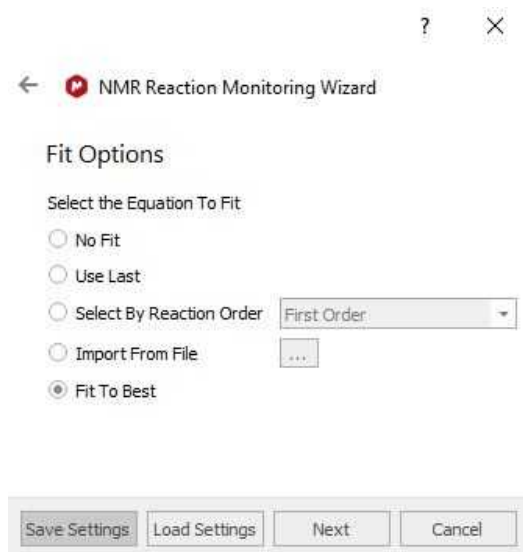 ?
NMR Reaction Monitoring Wizard
Fit Options
Select the Equation To Fit
No Fit
Use Last
Select By Reaction Order First Order
Import From File ...
Fit To Best
Save Settings Load Settings Next Cancel